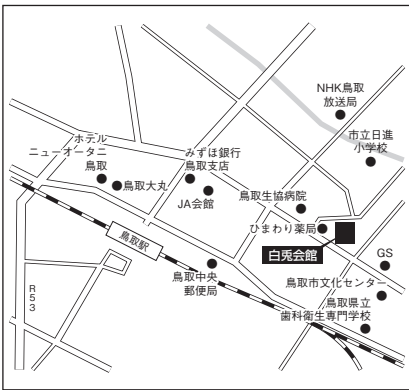 NHK鳥取
放送局
市立日進
小学校
ホテル
ニューオータニ
鳥取
鳥取大丸
みずほ銀行
鳥取支店
JA会館
鳥取生協病院
ひまわり薬局
白兎会館
鳥取駅
GS
鳥取中央
郵便局
鳥取市文化センター
鳥取県立
歯科衛生専門学校
R53